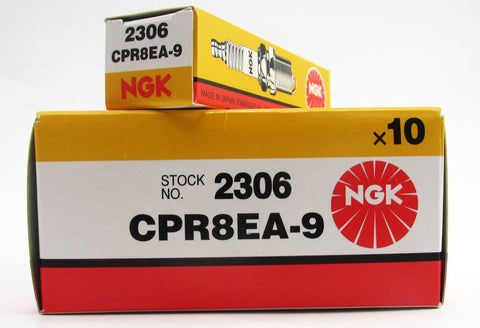 2306
CPR8EA-9
NGK
NGK
MADE IN JAPAN
x10
STOCK NO. 2306
CPR8EA-9
NGK